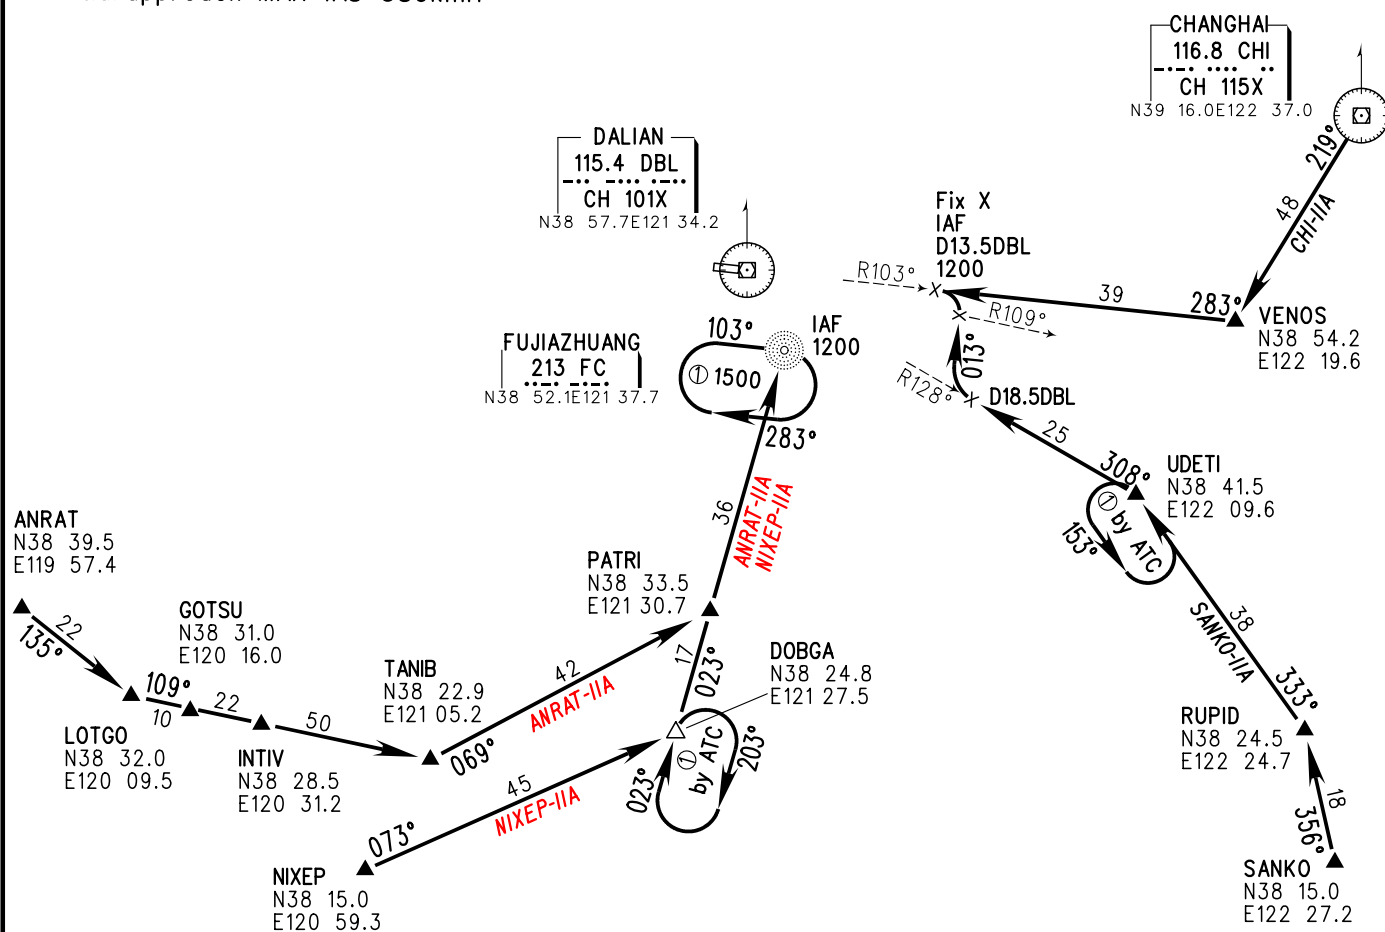 CHANGHAI
116.8 CHI
CH 115X
N39 16.0E122 37.0
219°
48
CHI-IIA
DALIAN
115.4 DBL
CH 101X
N38 57.7E121 34.2
Fix X
IAF
D13.5DBL
1200
R103°
39
283°
R109°
VENOS
N38 54.2
E122 19.6
FUJIAZHUANG
213 FC
N38 52.1E121 37.7
103°
IAF
1200
① 1500
283°
013°
R128°
D18.5DBL
25
308°
UDETI
N38 41.5
E122 09.6
① by ATC
153°
36
ANRAT-IIA
NIXEP-IIA
ANRAT
N38 39.5
E119 57.4
22
135°
PATRI
N38 33.5
E121 30.7
GOTSU
N38 31.0
E120 16.0
109°
10
22
50
LOTGO
N38 32.0
E120 09.5
INTIV
N38 28.5
E120 31.2
TANIB
N38 22.9
E121 05.2
069°
42
ANRAT-IIA
17
023°
DOBGA
N38 24.8
E121 27.5
① by ATC
023°
203°
45
NIXEP-IIA
073°
NIXEP
N38 15.0
E120 59.3
38
SANKO-IIA
333°
RUPID
N38 24.5
E122 24.7
18
356°
SANKO
N38 15.0
E122 27.2